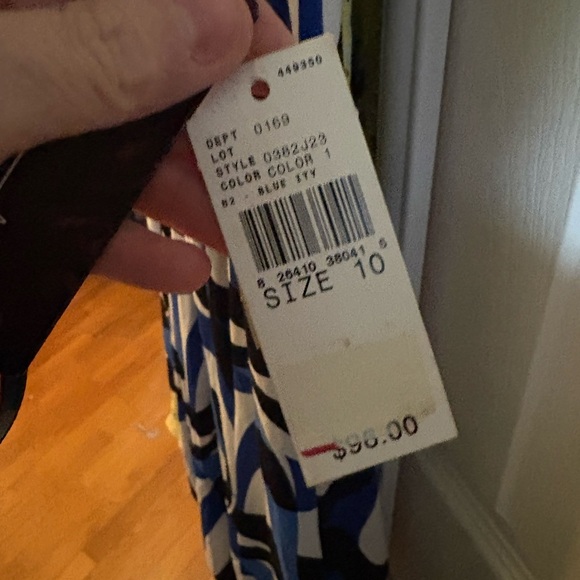 449350
DEPT 0169
LOT
STYLE 0382J23
COLOR COLOR 1
82 - BLUE ITY
8 26410 38041 5
SIZE 10
$98.00